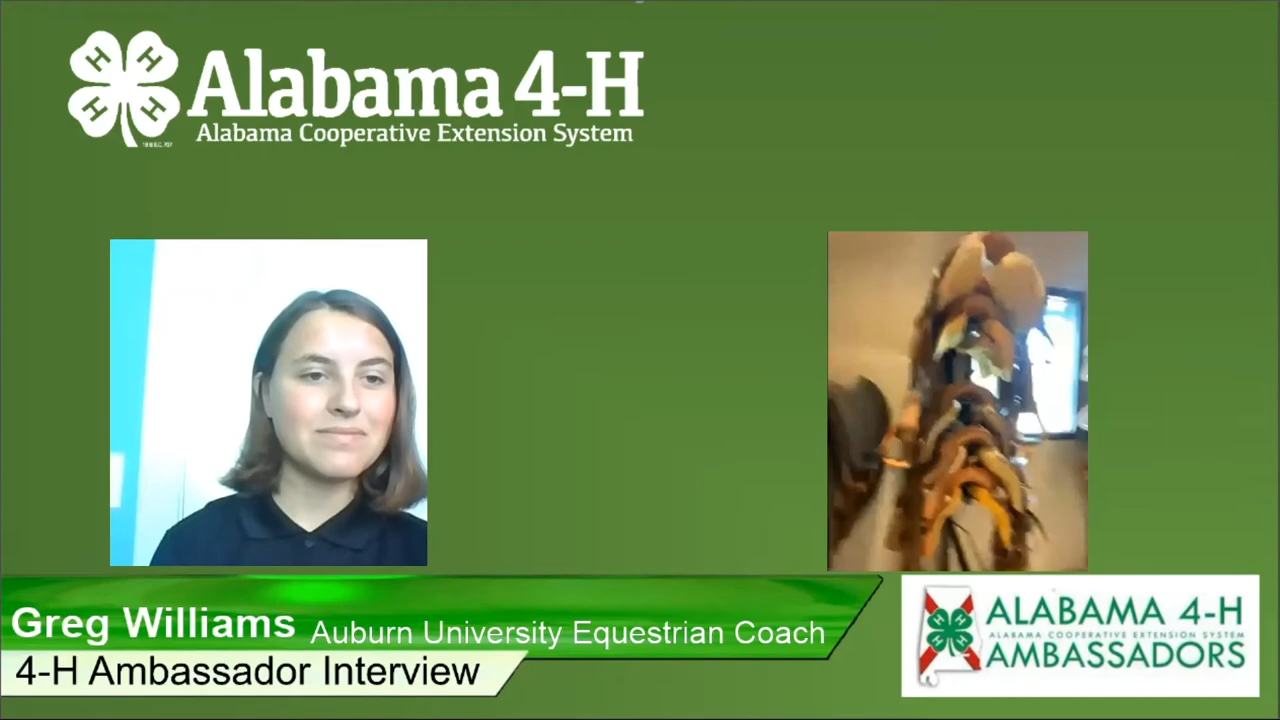 Alabama 4-H
Alabama Cooperative Extension System
Greg Williams Auburn University Equestrian Coach
4-H Ambassador Interview
ALABAMA 4-H
ALABAMA COOPERATIVE EXTENSION SYSTEM
AMBASSADORS